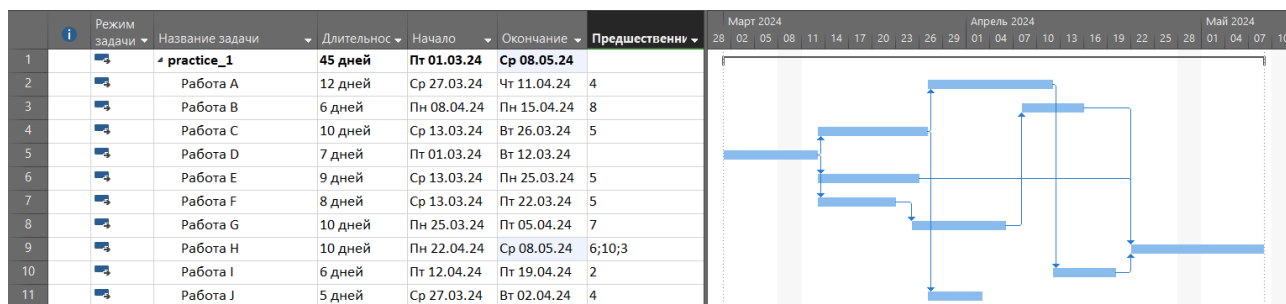 Режим задачи Название задачи Длительнос Начало Окончание Предшественни
Март 2024 Апрель 2024 Май 2024
28 02 05 08 11 14 17 20 23 26 29 01 04 07 10 13 16 19 22 25 28 01 04 07 10
1 practice_1 45 дней Пт 01.03.24 Ср 08.05.24
2 Работа A 12 дней Ср 27.03.24 Чт 11.04.24 4
3 Работа B 6 дней Пн 08.04.24 Пн 15.04.24 8
4 Работа C 10 дней Ср 13.03.24 Вт 26.03.24 5
5 Работа D 7 дней Пт 01.03.24 Вт 12.03.24
6 Работа E 9 дней Ср 13.03.24 Пн 25.03.24 5
7 Работа F 8 дней Ср 13.03.24 Пт 22.03.24 5
8 Работа G 10 дней Пн 25.03.24 Пт 05.04.24 7
9 Работа H 10 дней Пн 22.04.24 Ср 08.05.24 6;10;3
10 Работа I 6 дней Пт 12.04.24 Пт 19.04.24 2
11 Работа J 5 дней Ср 27.03.24 Вт 02.04.24 4